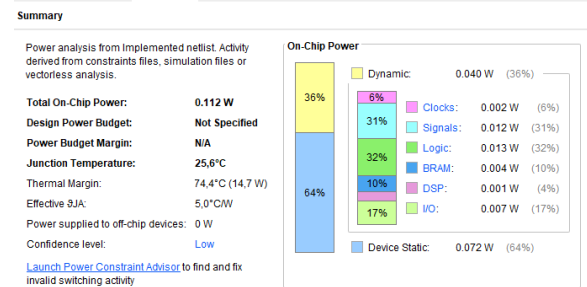 Summary
Power analysis from Implemented netlist. Activity
derived from constraints files, simulation files or
vectorless analysis.
Total On-Chip Power: 0.112 W
Design Power Budget: Not Specified
Power Budget Margin: N/A
Junction Temperature: 25,6°C
Thermal Margin: 74,4°C (14,7 W)
Effective ϑJA: 5,0°C/W
Power supplied to off-chip devices: 0 W
Confidence level: Low
Launch Power Constraint Advisor to find and fix
invalid switching activity
On-Chip Power
36%
64%
Dynamic: 0.040 W (36%)
6%
31%
32%
10%
17%
Clocks: 0.002 W (6%)
Signals: 0.012 W (31%)
Logic: 0.013 W (32%)
BRAM: 0.004 W (10%)
DSP: 0.001 W (4%)
I/O: 0.007 W (17%)
Device Static: 0.072 W (64%)